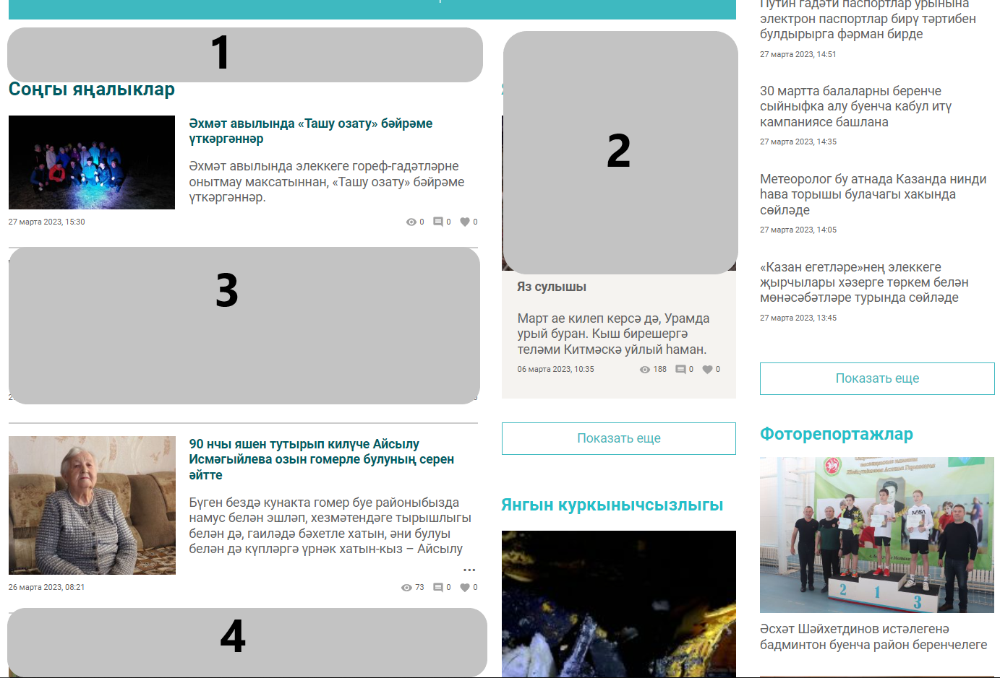 1
Соңгы яңалыклар
Әхмәт авылында «Ташу озату» бәйрәме
үткәргәннәр
Әхмәт авылында элеккеге гореф-гадәтләрне
онытмау максатыннан, «Ташу озату» бәйрәме
үткәргәннәр.
27 марта 2023, 15:30
0 0 0
3
90 нчы яшен тутырып килүче Айсылу
Исмәгыйлева озын гомерле булуның серен
әйтте
Бүген бездә кунакта гомер буе районыбызда
намус белән эшләп, хезмәтендәге тырышлыгы
белән дә, гаиләдә бәхетле хатын, әни булуы
белән дә күпләргә үрнәк хатын-кыз – Айсылу
...
26 марта 2023, 08:21
73 0 0
4
2
Яз сулышы
Март ае килеп керсә дә, Урамда
урый буран. Кыш бирешергә
теләми Китмәскә уйлый һаман.
06 марта 2023, 10:35
188 0 0
Показать еще
Янгын куркынычсызлыгы
Путин гадәти паспортлар урынына
электрон паспортлар бирү тәртибен
булдырырга фәрман бирде
27 марта 2023, 14:51
30 мартта балаларны беренче
сыйныфка алу буенча кабул итү
кампаниясе башлана
27 марта 2023, 14:35
Метеоролог бу атнада Казанда нинди
һава торышы булачагы хакында
сөйләде
27 марта 2023, 14:05
«Казан егетләре»нең элеккеге
җырчылары хәзерге төркем белән
мөнәсәбәтләре турында сөйләде
27 марта 2023, 13:45
Показать еще
Фоторепортажлар
NASA
2 1 3
Әсхәт Шәйхетдинов истәлегенә
бадминтон буенча район беренчелеге